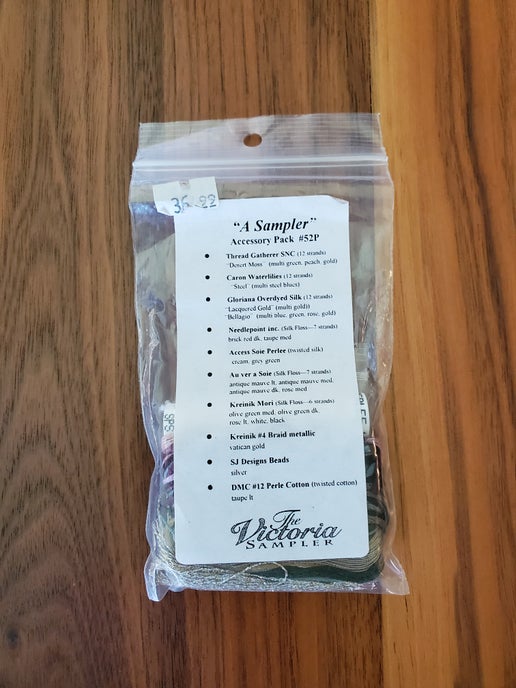 36.22
"A Sampler"
Accessory Pack #52P
Thread Gatherer SNC (12 strands)
"Desert Moss" (multi green, peach, gold)
Caron Waterlilies (12 strands)
"Steel" (multi steel blues)
Gloriana Overdyed Silk (12 strands)
"Lacquered Gold" (multi gold))
"Bellagio" (multi blue, green, rose, gold)
Needlepoint inc. (Silk Floss—7 strands)
brick red dk, taupe med
Access Soie Perlee (twisted silk)
cream, grey green
Au ver a Soie (Silk Floss—7 strands)
antique mauve lt, antique mauve med,
antique mauve dk, rose med
Kreinik Mori (Silk Floss—6 strands)
olive green med, olive green dk,
rose lt, white, black
Kreinik #4 Braid metallic
vatican gold
SJ Designs Beads
silver
DMC #12 Perle Cotton (twisted cotton)
taupe lt
The
Victoria
SAMPLER
SPS